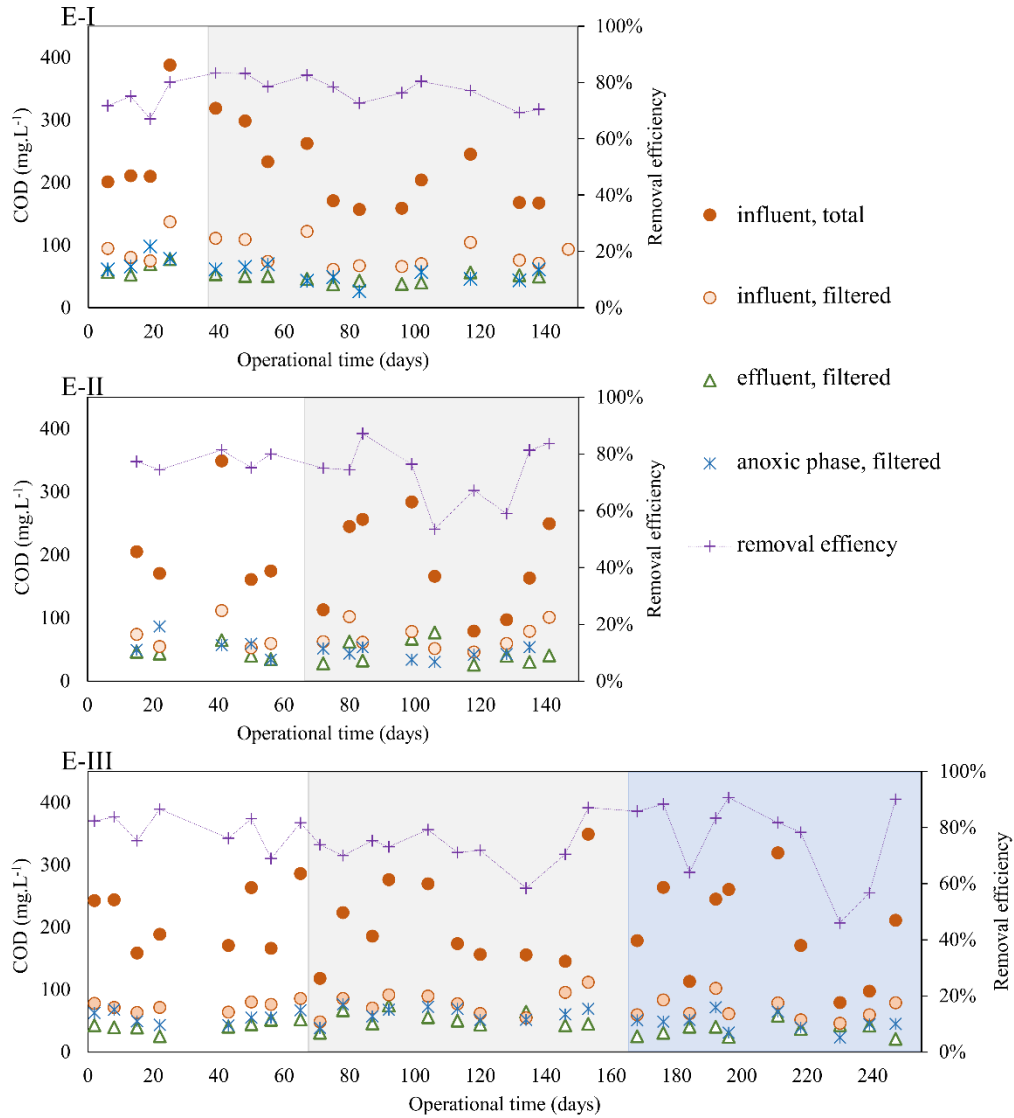 E-I
400
300
200
100
0
COD (mg.L⁻¹)
100%
80%
60%
40%
20%
0%
Removal efficiency
0 20 40 60 80 100 120 140
Operational time (days)
E-II
400
300
200
100
0
COD (mg.L⁻¹)
100%
80%
60%
40%
20%
0%
Removal efficiency
0 20 40 60 80 100 120 140
Operational time (days)
E-III
400
300
200
100
0
COD (mg.L⁻¹)
100%
80%
60%
40%
20%
0%
Removal efficiency
0 20 40 60 80 100 120 140 160 180 200 220 240
Operational time (days)
influent, total
influent, filtered
effluent, filtered
anoxic phase, filtered
removal effiency